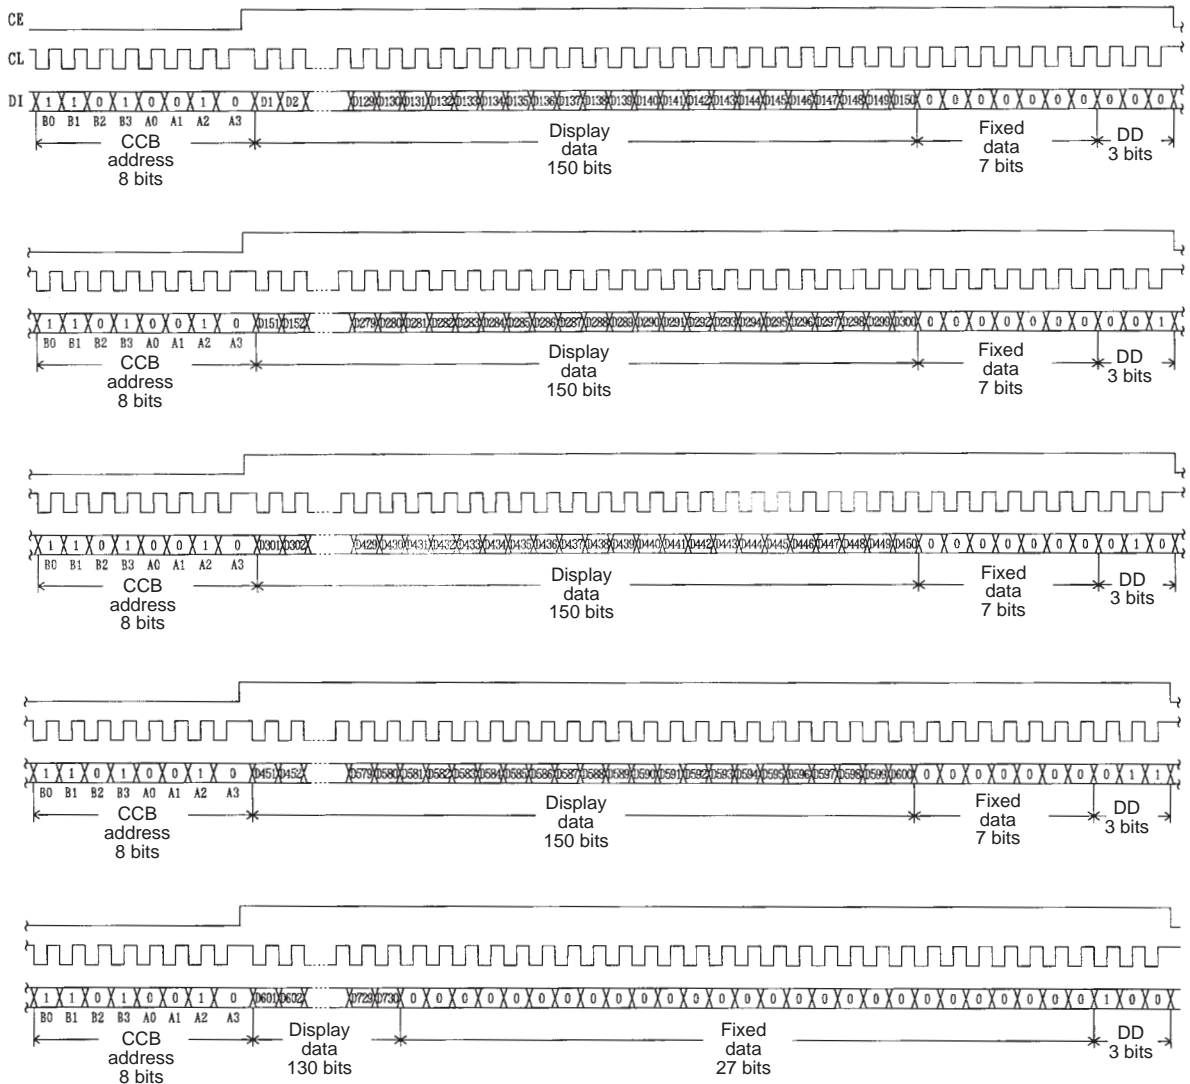 CE
CL
DI 1 1 0 1 0 0 1 0 D1 D2 D129 D130 D131 D132 D133 D134 D135 D136 D137 D138 D139 D140 D141 D142 D143 D144 D145 D146 D147 D148 D149 D150 0 0 0 0 0 0 0 0 0 0
B0 B1 B2 B3 A0 A1 A2 A3
CCB address 8 bits
Display data 150 bits
Fixed data 7 bits
DD 3 bits
1 1 0 1 0 0 1 0 D151 D152 D279 D280 D281 D282 D283 D284 D285 D286 D287 D288 D289 D290 D291 D292 D293 D294 D295 D296 D297 D298 D299 D300 0 0 0 0 0 0 0 0 0 1
B0 B1 B2 B3 A0 A1 A2 A3
CCB address 8 bits
Display data 150 bits
Fixed data 7 bits
DD 3 bits
1 1 0 1 0 0 1 0 D301 D302 D429 D430 D431 D432 D433 D434 D435 D436 D437 D438 D439 D440 D441 D442 D443 D444 D445 D446 D447 D448 D449 D450 0 0 0 0 0 0 0 0 1 0
B0 B1 B2 B3 A0 A1 A2 A3
CCB address 8 bits
Display data 150 bits
Fixed data 7 bits
DD 3 bits
1 1 0 1 0 0 1 0 D451 D452 D579 D580 D581 D582 D583 D584 D585 D586 D587 D588 D589 D590 D591 D592 D593 D594 D595 D596 D597 D598 D599 D600 0 0 0 0 0 0 0 0 1 1
B0 B1 B2 B3 A0 A1 A2 A3
CCB address 8 bits
Display data 150 bits
Fixed data 7 bits
DD 3 bits
1 1 0 1 0 0 1 0 D601 D602 D729 D730 0 0 0 0 0 0 0 0 0 0 0 0 0 0 0 0 0 0 0 0 0 0 0 0 0 0 0 1 0 0
B0 B1 B2 B3 A0 A1 A2 A3
CCB address 8 bits
Display data 130 bits
Fixed data 27 bits
DD 3 bits